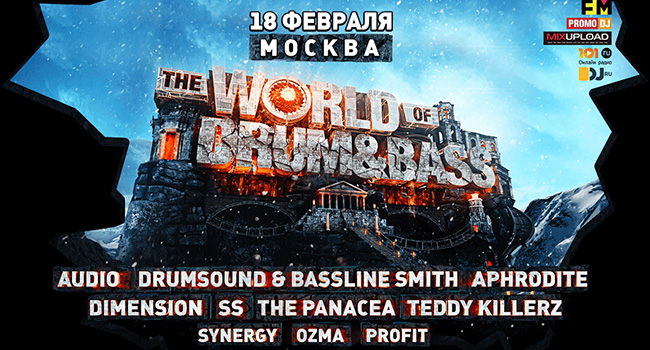 18 ФЕВРАЛЯ
МОСКВА
FM
PROMO DJ
MIXUPLOAD
101.ru
Онлайн радио
DJ.ru
THE WORLD OF
DRUM&BASS
AUDIO DRUMSOUND & BASSLINE SMITH APHRODITE
DIMENSION SS THE PANACEA TEDDY KILLERZ
SYNERGY OZMA PROFIT